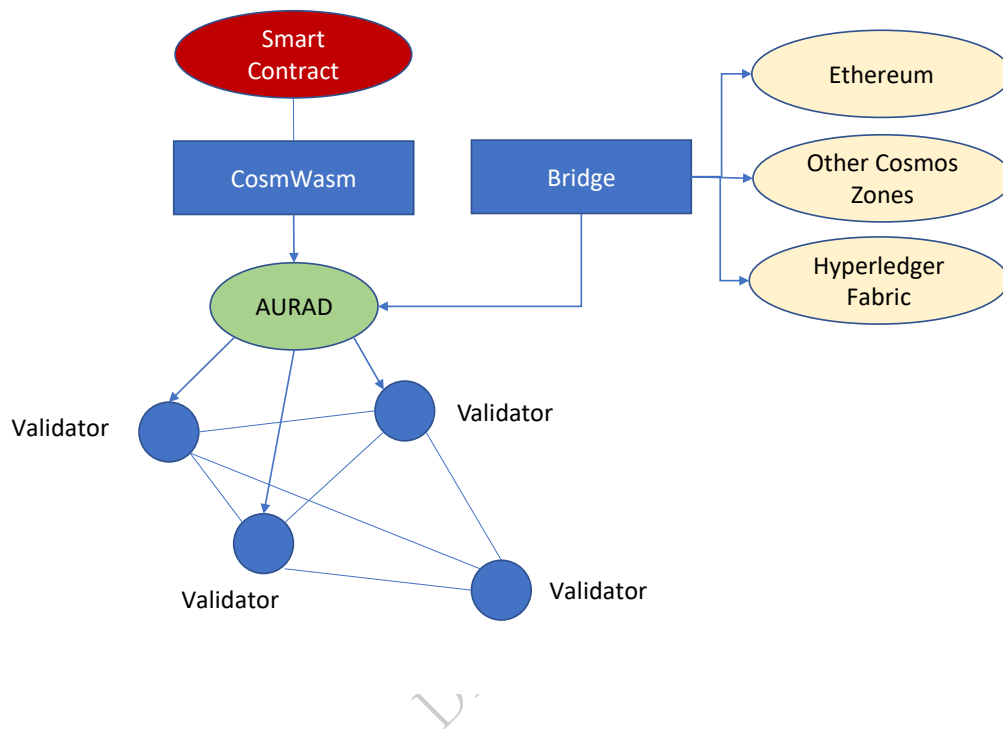 Smart
Contract
Ethereum
CosmWasm
Bridge
Other Cosmos
Zones
Hyperledger
Fabric
AURAD
Validator
Validator
Validator
Validator